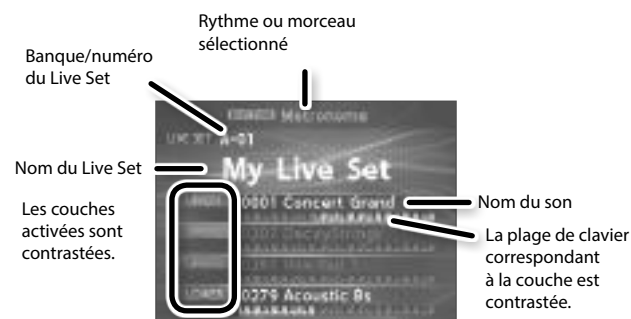 Rythme ou morceau
sélectionné
Banque/numéro
du Live Set
Metronome
LIVE SET A-01
Nom du Live Set
My Live Set
Les couches
activées sont
contrastées.
0001 Concert Grand
Nom du son
La plage de clavier
correspondant
à la couche est
contrastée.
0279 Acoustic Bs